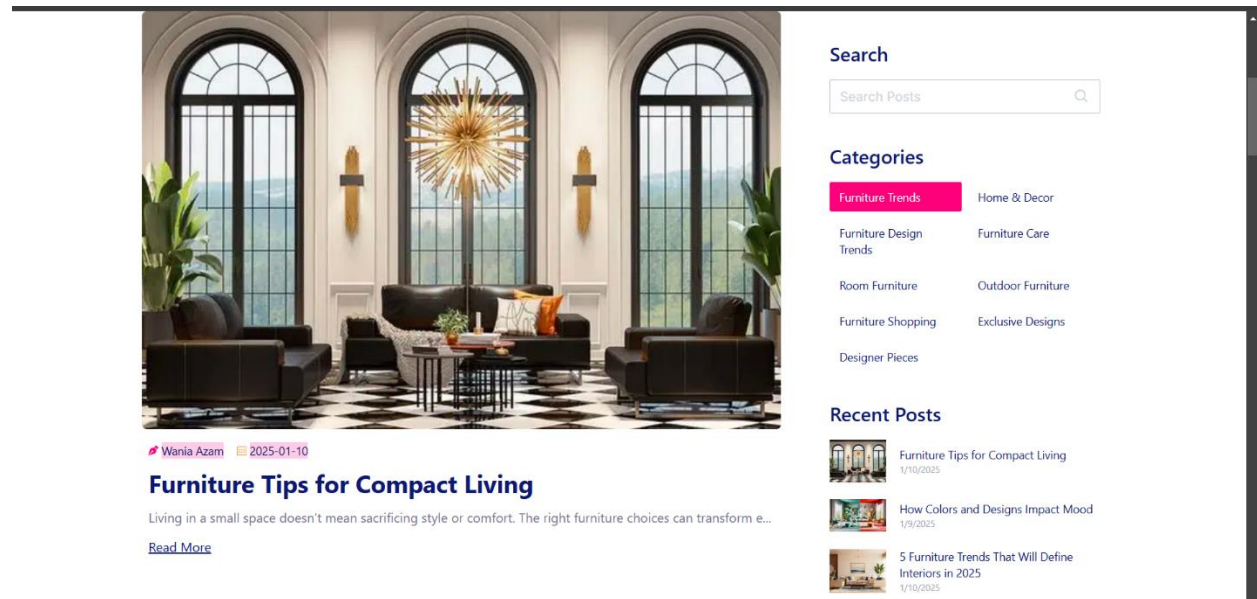 Wania Azam 2025-01-10
Furniture Tips for Compact Living
Living in a small space doesn't mean sacrificing style or comfort. The right furniture choices can transform e...
Read More
Search
Search Posts
Categories
Furniture Trends
Home & Decor
Furniture Design
Trends
Furniture Care
Room Furniture
Outdoor Furniture
Furniture Shopping
Exclusive Designs
Designer Pieces
Recent Posts
Furniture Tips for Compact Living
1/10/2025
How Colors and Designs Impact Mood
1/9/2025
5 Furniture Trends That Will Define
Interiors in 2025
1/10/2025